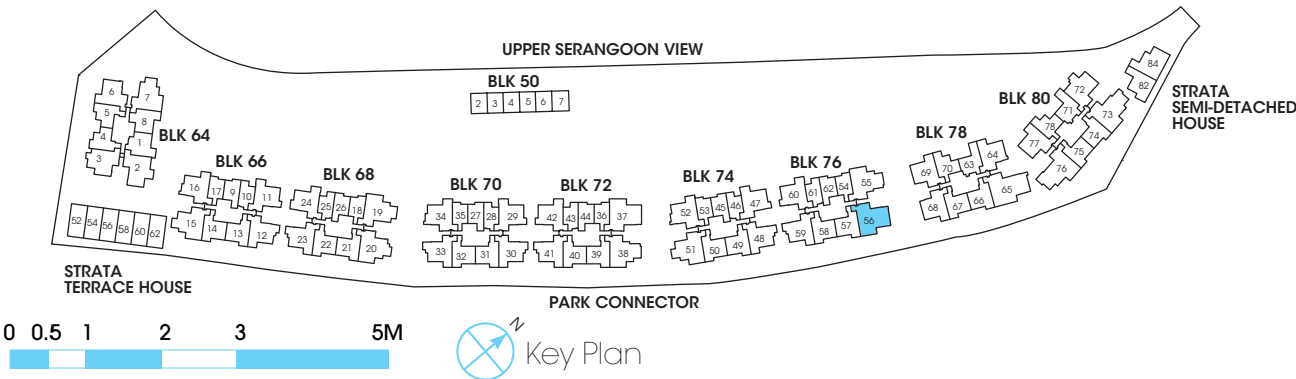 UPPER SERANGOON VIEW
BLK 50
2 3 4 5 6 7
84
82
STRATA
SEMI-DETACHED
HOUSE
BLK 80
72
71
73
78
77
74
75
76
BLK 64
6
7
5
8
4
1
3
2
BLK 66
16 17 9 10 11
15 14 13 12
BLK 68
24 25 26 18 19
23 22 21 20
BLK 70
34 35 27 28 29
33 32 31 30
BLK 72
42 43 44 36 37
41 40 39 38
BLK 74
52 53 45 46 47
51 50 49 48
BLK 76
60 61 62 54 55
59 58 57 56
BLK 78
69 70 63 64
68 67 66 65
52 54 56 58 60 62
STRATA
TERRACE HOUSE
PARK CONNECTOR
0 0.5 1 2 3 5M
N
Key Plan